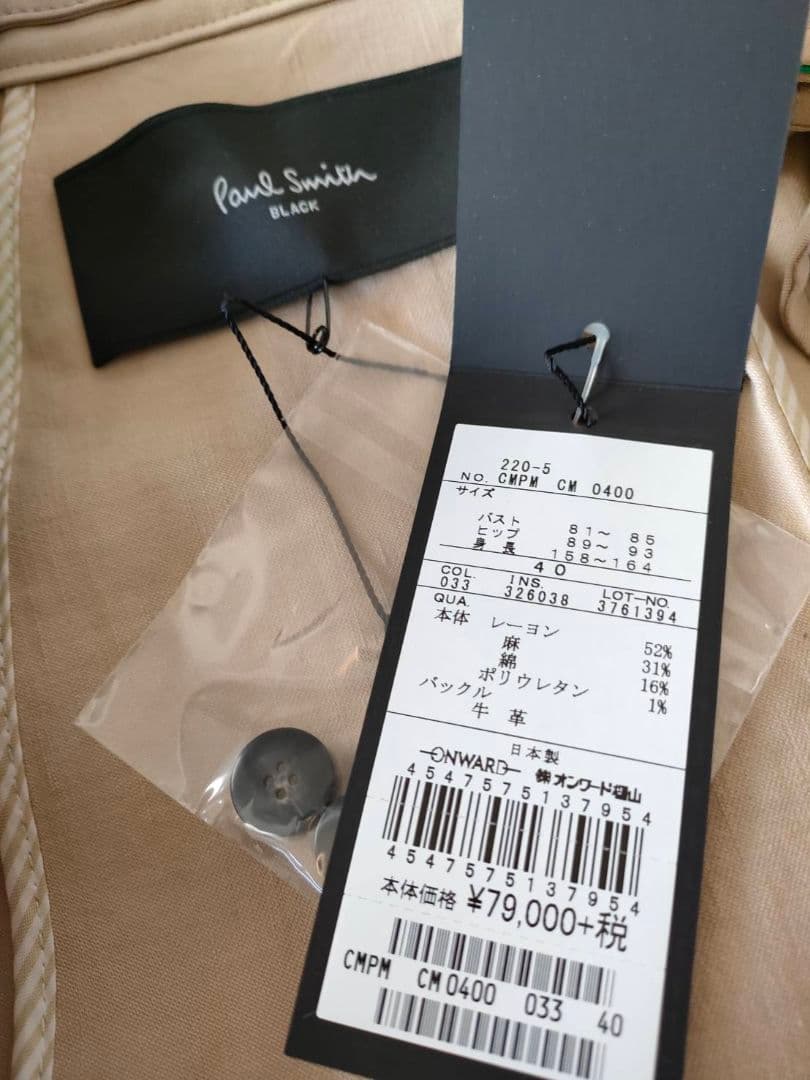 Paul Smith
BLACK
220-5
NO. CMPM CM 0400
サイズ
バスト 81〜 85
ヒップ 89〜 93
身長 158〜164
40
COL. INS. LOT-NO.
033 326038 3761394
QUA.
本体 レーヨン 52%
麻 31%
綿 16%
ポリウレタン 1%
バックル
牛革
日本製
ONWARD ㈱オンワード樫山
4547575137954
4547575137954
本体価格 ¥79,000+税
CMPM CM0400 033 40